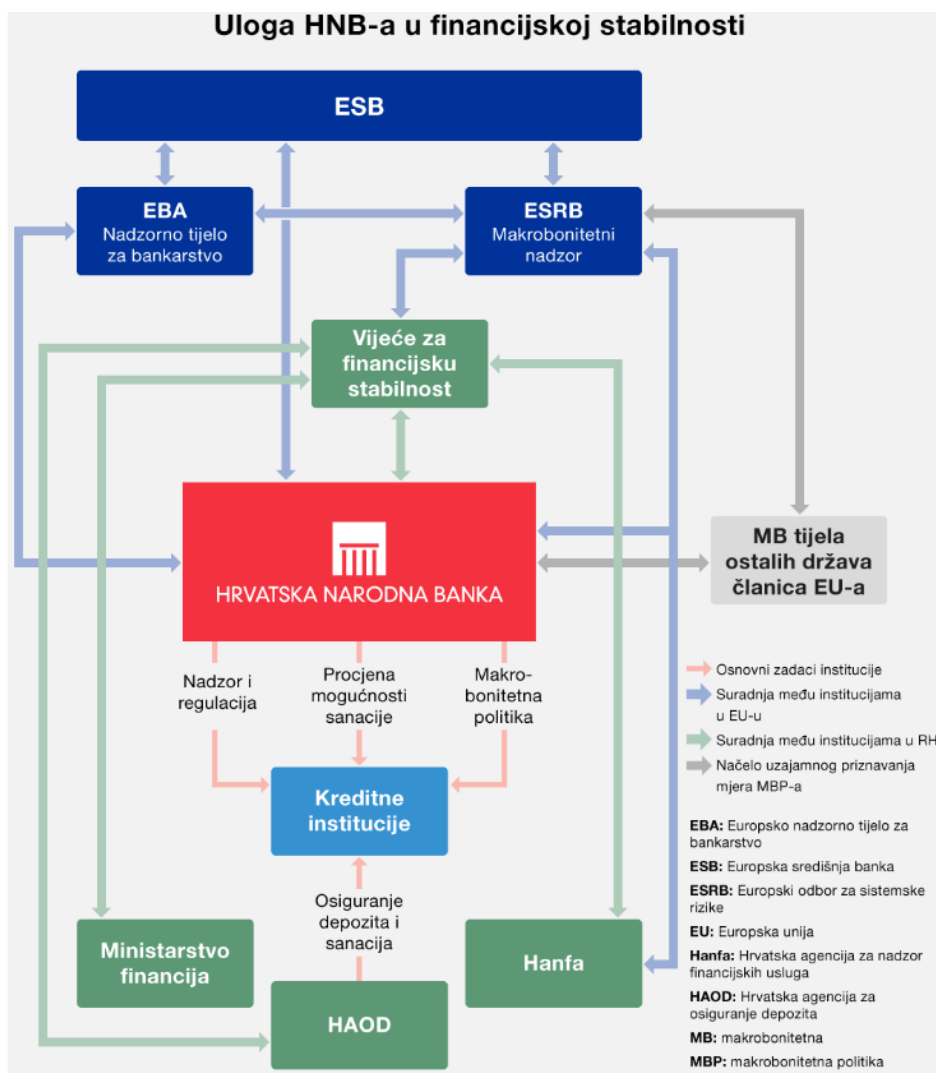 Uloga HNB-a u financijskoj stabilnosti
ESB
EBA
Nadzorno tijelo
za bankarstvo
ESRB
Makrobonitetni
nadzor
Vijeće za
financijsku
stabilnost
HRVATSKA NARODNA BANKA
MB tijela
ostalih država
članica EU-a
Nadzor i
regulacija
Procjena
mogućnosti
sanacije
Makro-
bonitetna
politika
Kreditne
institucije
Osiguranje
depozita i
sanacija
Ministarstvo
financija
HAOD
Hanfa
Osnovni zadaci institucije
Suradnja među institucijama
u EU-u
Suradnja među institucijama u RH
Načelo uzajamnog priznavanja
mjera MBP-a
EBA: Europsko nadzorno tijelo za
bankarstvo
ESB: Europska središnja banka
ESRB: Europski odbor za sistemske
rizike
EU: Europska unija
Hanfa: Hrvatska agencija za nadzor
financijskih usluga
HAOD: Hrvatska agencija za
osiguranje depozita
MB: makrobonitetna
MBP: makrobonitetna politika